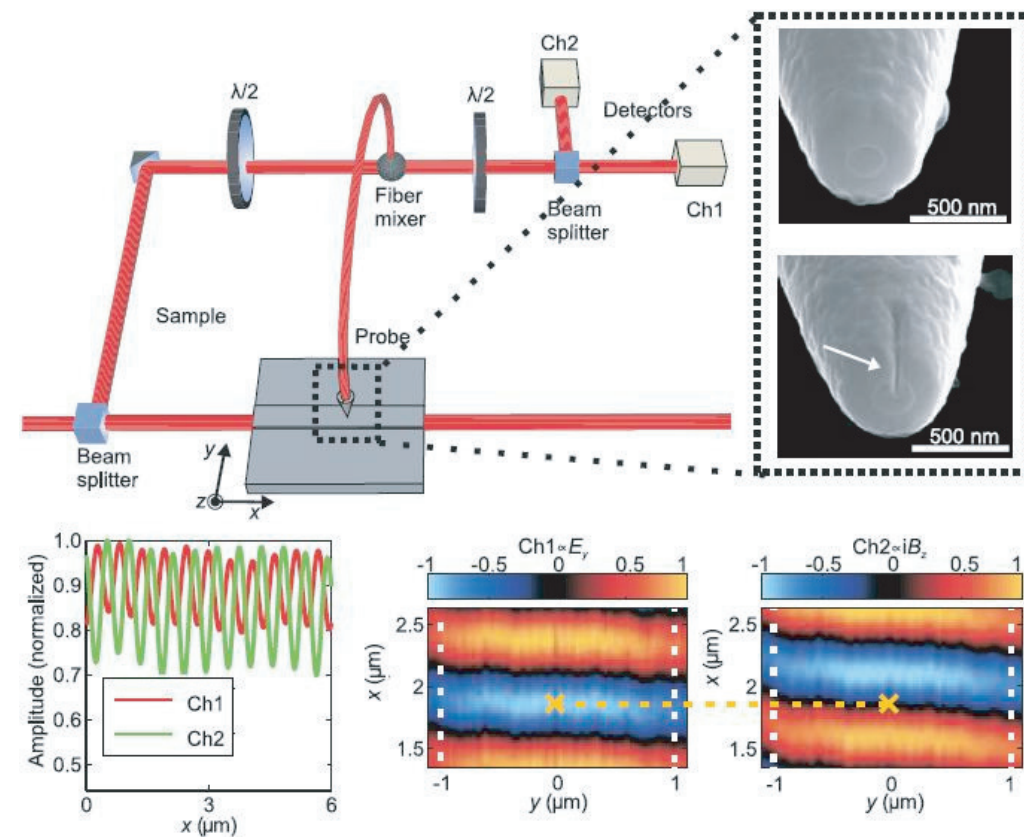 Ch2
λ/2
λ/2
Detectors
Fiber
mixer
Beam
splitter
Ch1
500 nm
Sample
Probe
500 nm
Beam
splitter
y
z
x
Amplitude (normalized)
1.0
0.9
0.8
0.7
0.6
0.5
Ch1
Ch2
0
3
6
x (μm)
Ch1∝E_y
-1
-0.5
0
0.5
1
x (μm)
2.5
2
1.5
-1
0
1
y (μm)
Ch2∝iB_z
-1
-0.5
0
0.5
1
x (μm)
2.5
2
1.5
-1
0
1
y (μm)